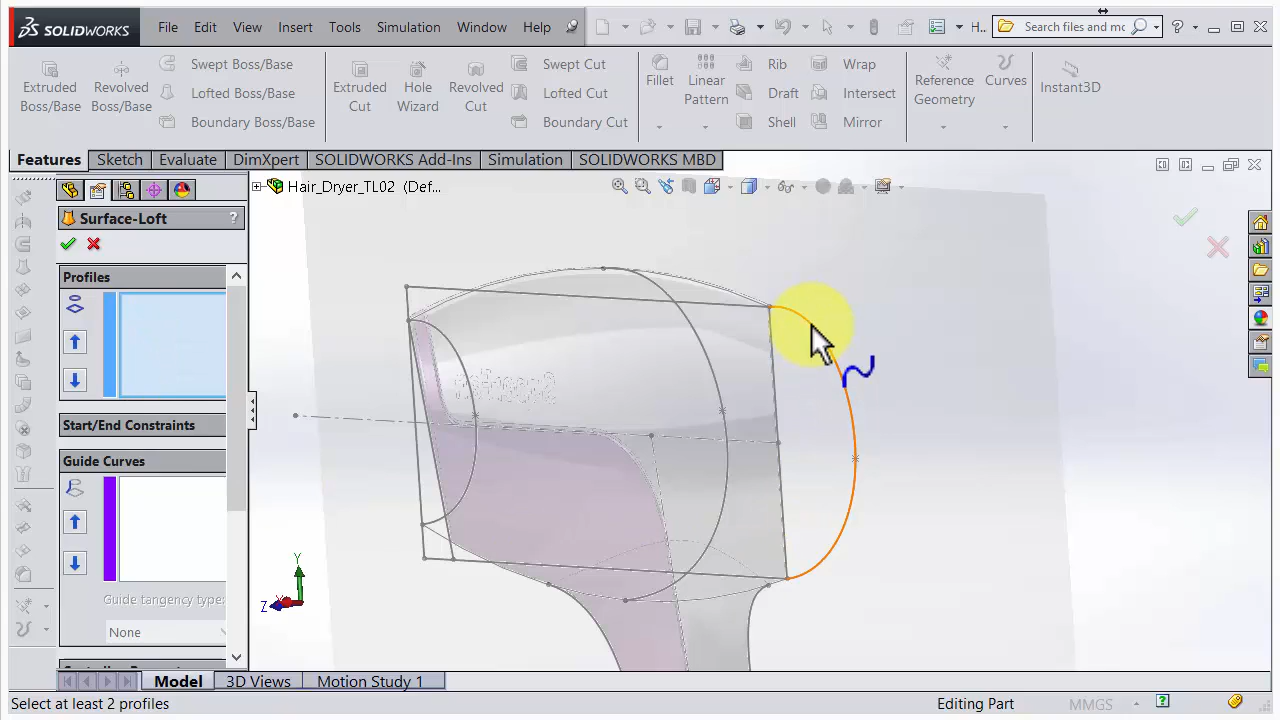 SOLIDWORKS File Edit View Insert Tools Simulation Window Help H... Search files and mc ?
Extruded Boss/Base
Revolved Boss/Base
Swept Boss/Base
Lofted Boss/Base
Boundary Boss/Base
Extruded Cut
Hole Wizard
Revolved Cut
Swept Cut
Lofted Cut
Boundary Cut
Fillet
Linear Pattern
Rib
Draft
Shell
Wrap
Intersect
Mirror
Reference Geometry
Curves
Instant3D
Features Sketch Evaluate DimXpert SOLIDWORKS Add-Ins Simulation SOLIDWORKS MBD
Hair_Dryer_TL02 (Def...
Surface-Loft ?
Profiles
Start/End Constraints
Guide Curves
Guide tangency type:
None
Y
Z
Model 3D Views Motion Study 1
Select at least 2 profiles Editing Part MMGS ?